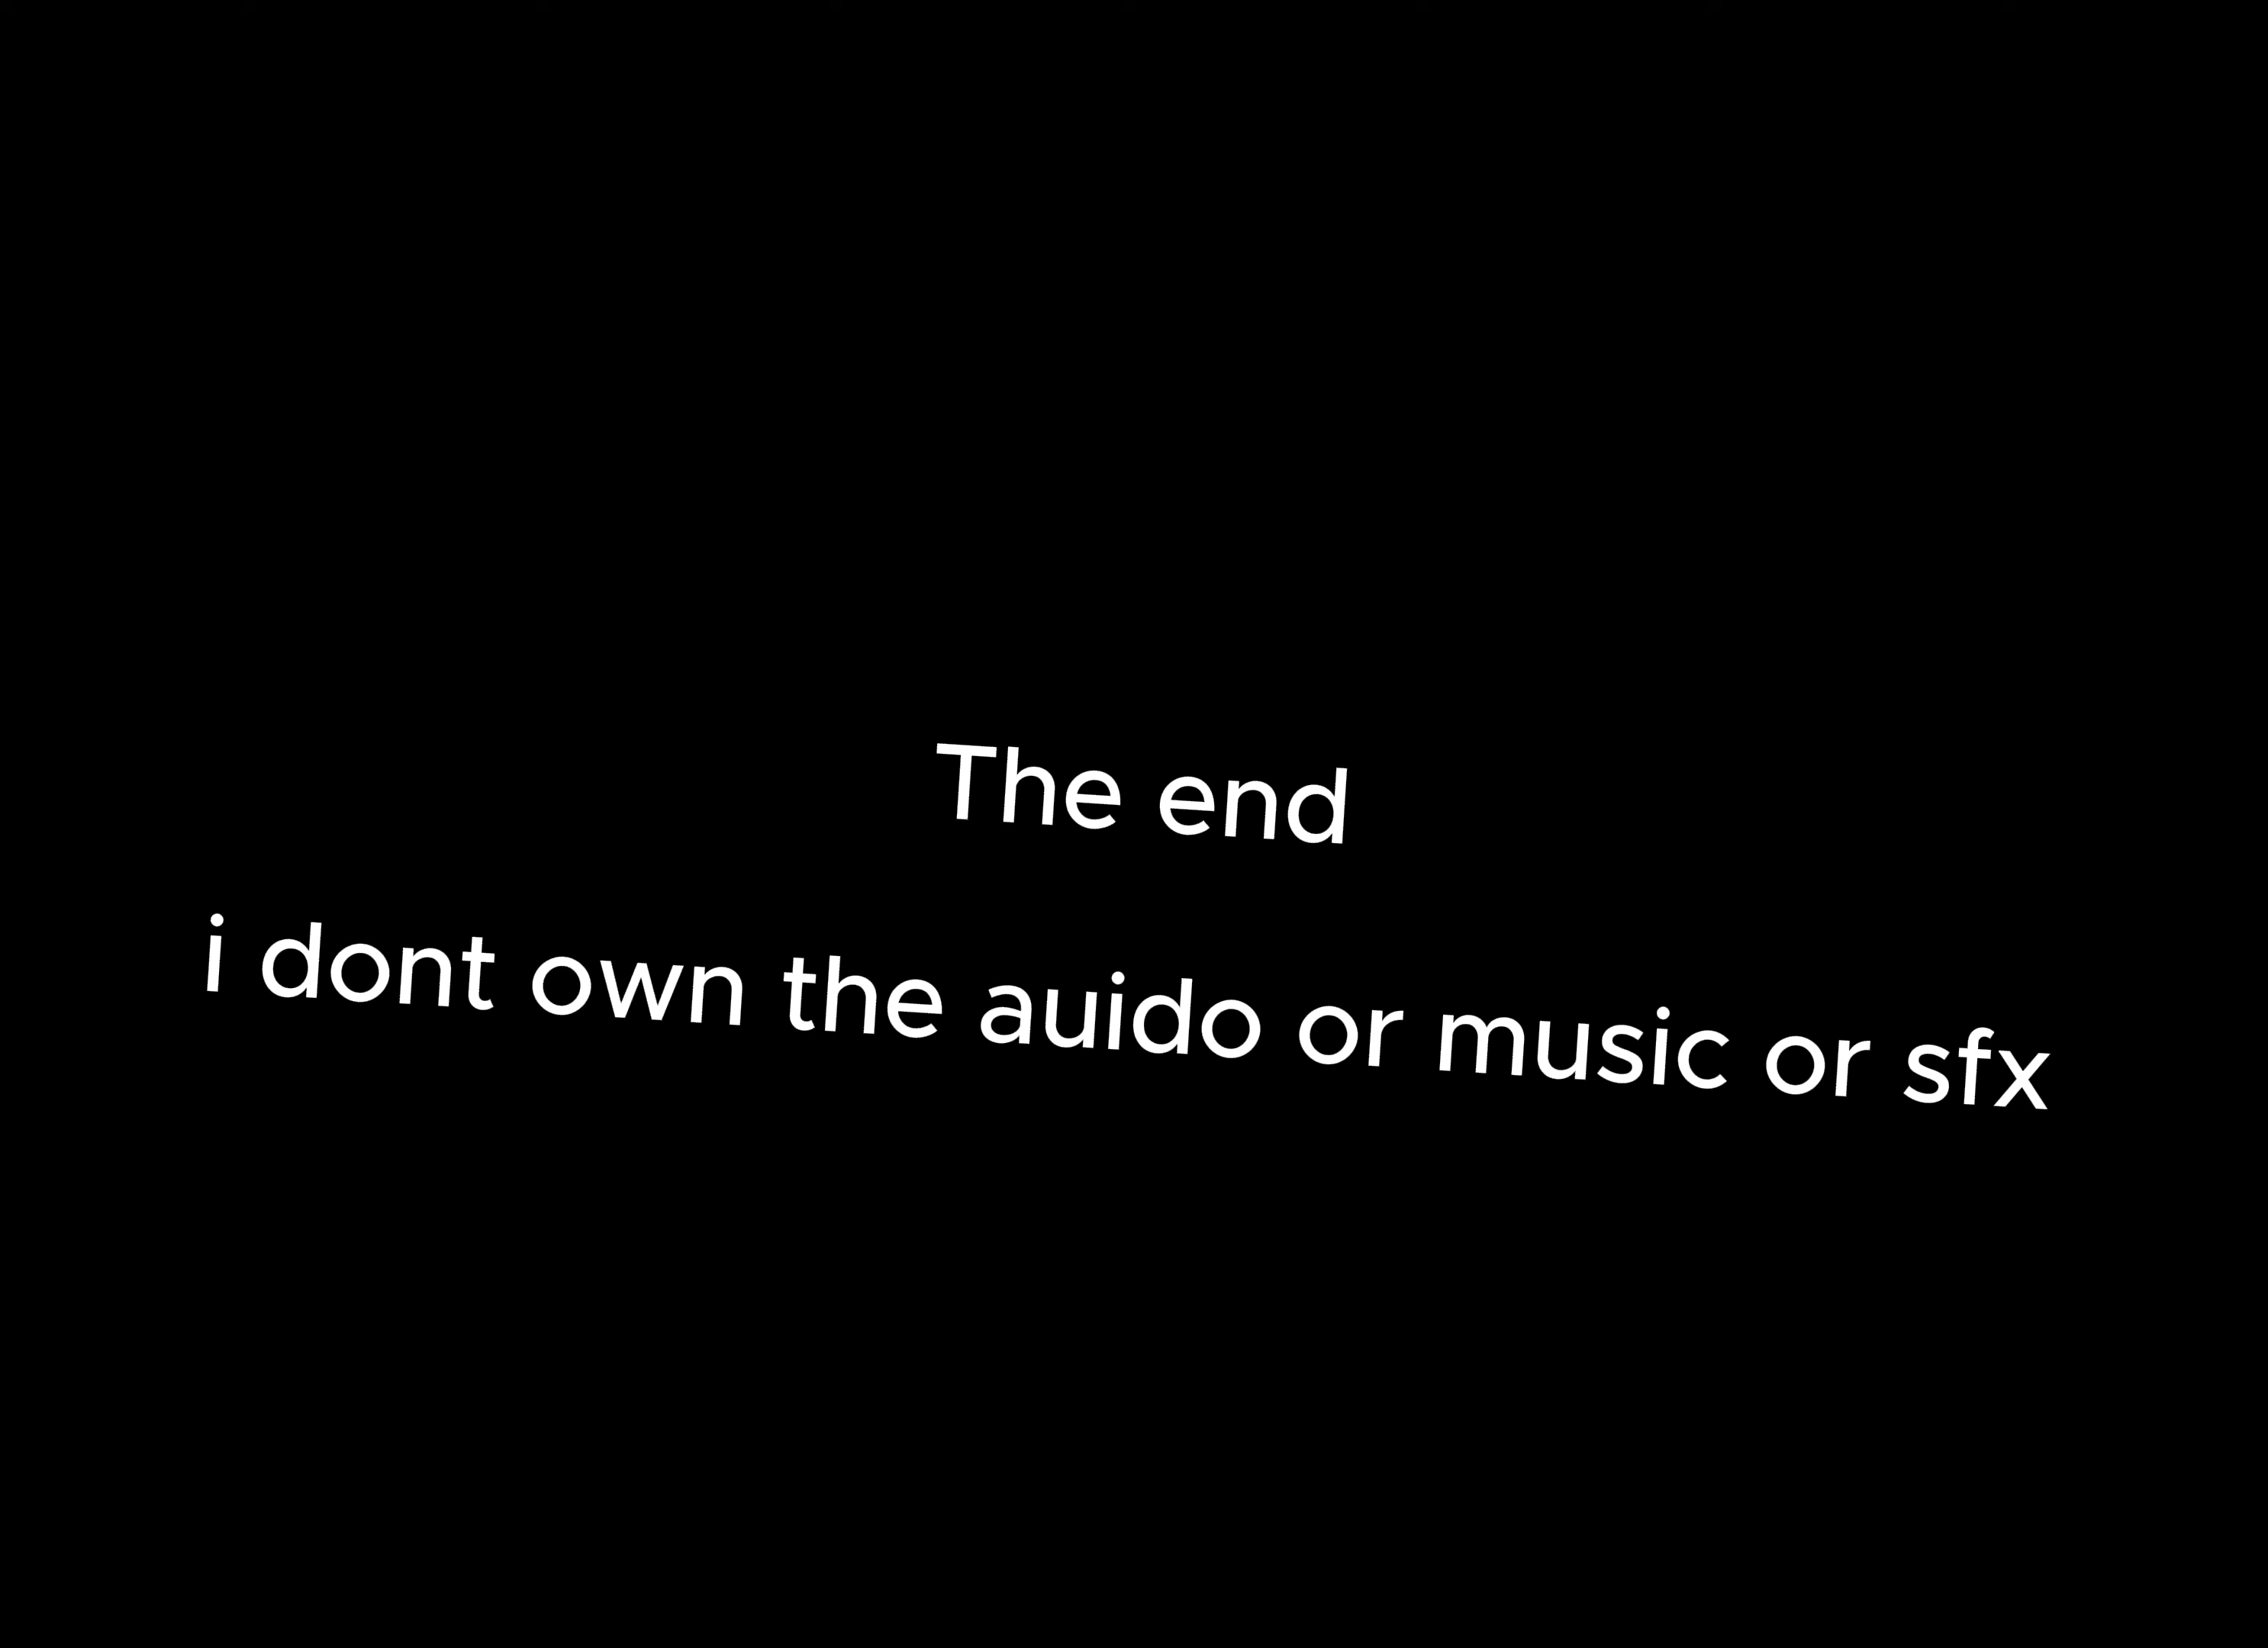 The end
i dont own the auido or music or sfx